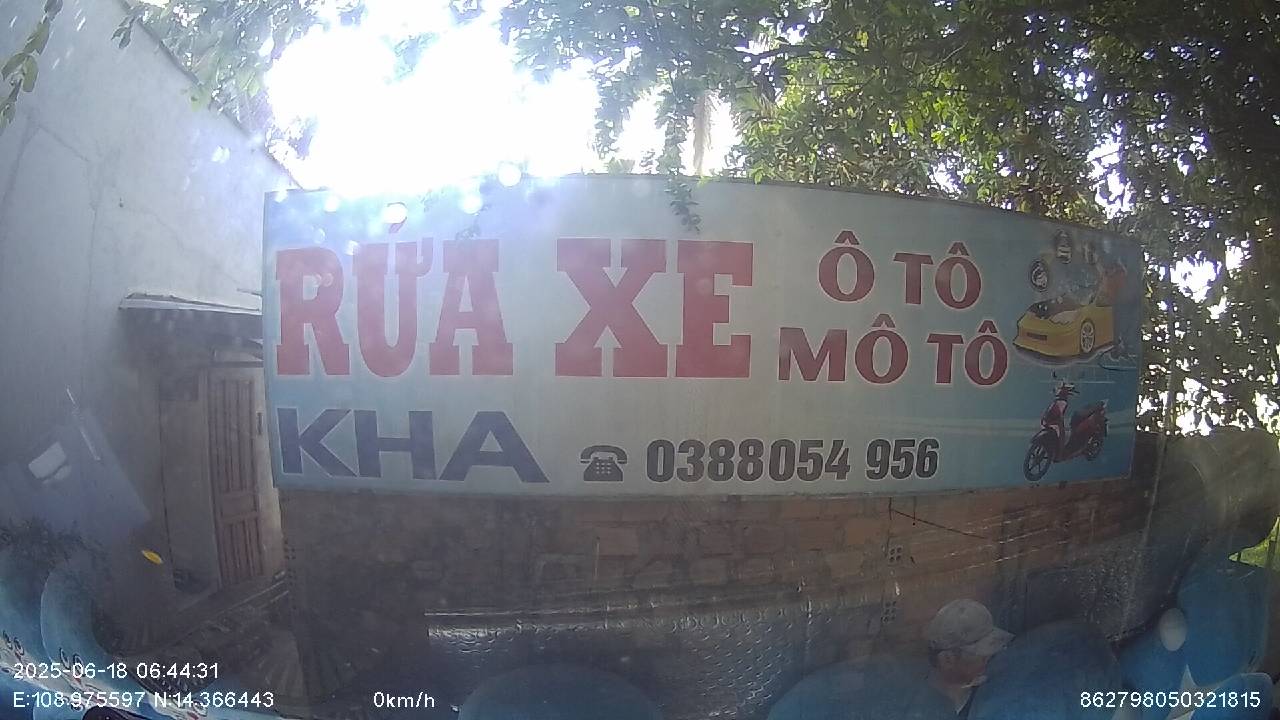 RỬA XE
Ô TÔ
MÔ TÔ
KHA
0388054 956
2025-06-18 06:44:31
E:108.975597 N:14.366443
0km/h
862798050321815